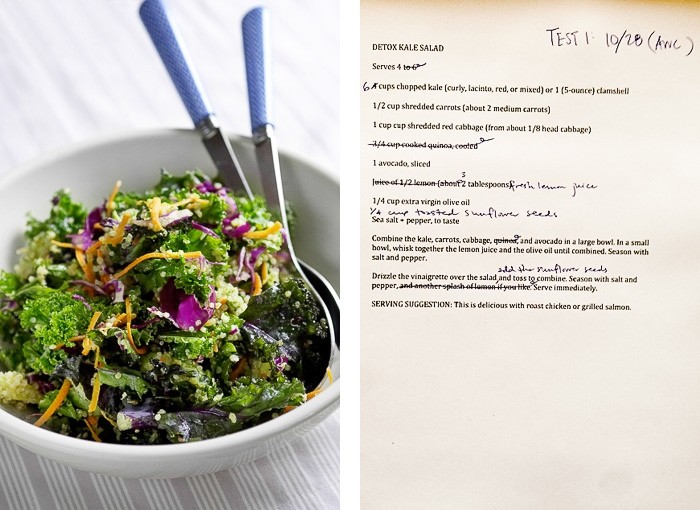 TEST 1: 10/28 (AWC)
DETOX KALE SALAD
Serves 4 to 6
6 cups chopped kale (curly, lacinto, red, or mixed) or 1 (5-ounce) clamshell
1/2 cup shredded carrots (about 2 medium carrots)
1 cup cup shredded red cabbage (from about 1/8 head cabbage)
3/4 cup cooked quinoa, cooled
1 avocado, sliced
3
Juice of 1/2 lemon (about 2 tablespoons) fresh lemon juice
1/4 cup extra virgin olive oil
1/4 cup toasted sunflower seeds
Sea salt + pepper, to taste
Combine the kale, carrots, cabbage, quinoa, and avocado in a large bowl. In a small
bowl, whisk together the lemon juice and the olive oil until combined. Season with
salt and pepper.
add the sunflower seeds
Drizzle the vinaigrette over the salad and toss to combine. Season with salt and
pepper, and another splash of lemon if you like. Serve immediately.
SERVING SUGGESTION: This is delicious with roast chicken or grilled salmon.